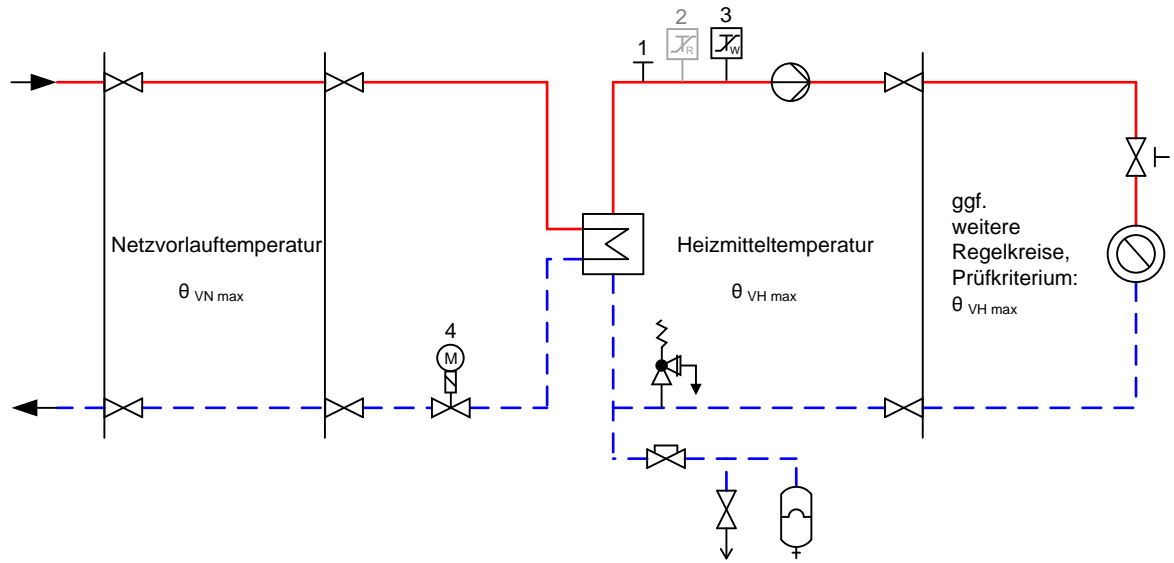 1
2
3
T R
T W
Netzvorlauftemperatur
θ VN max
Heizmitteltemperatur
θ VH max
ggf.
weitere
Regelkreise,
Prüfkriterium:
θ VH max
4
M